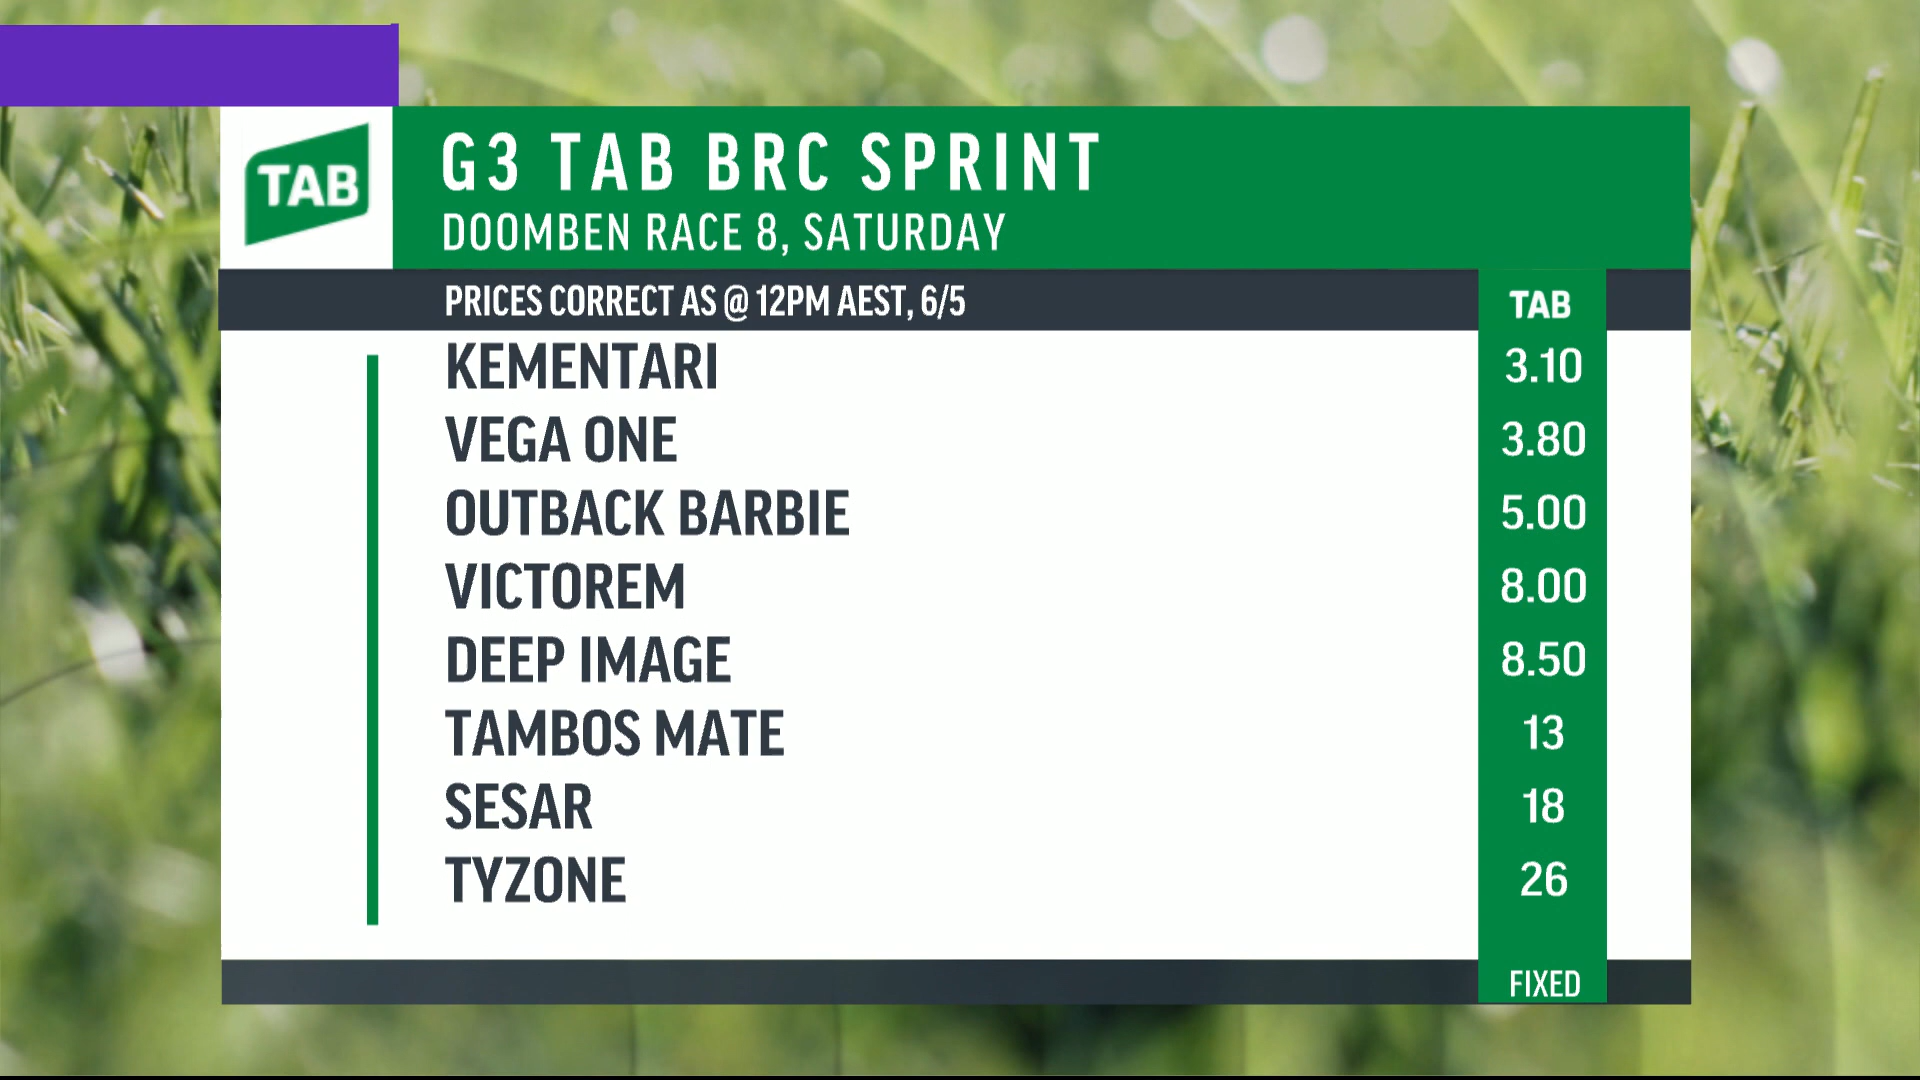 TAB
G3 TAB BRC SPRINT
DOOMBEN RACE 8, SATURDAY
PRICES CORRECT AS @ 12PM AEST, 6/5 TAB
KEMENTARI 3.10
VEGA ONE 3.80
OUTBACK BARBIE 5.00
VICTOREM 8.00
DEEP IMAGE 8.50
TAMBOS MATE 13
SESAR 18
TYZONE 26
FIXED